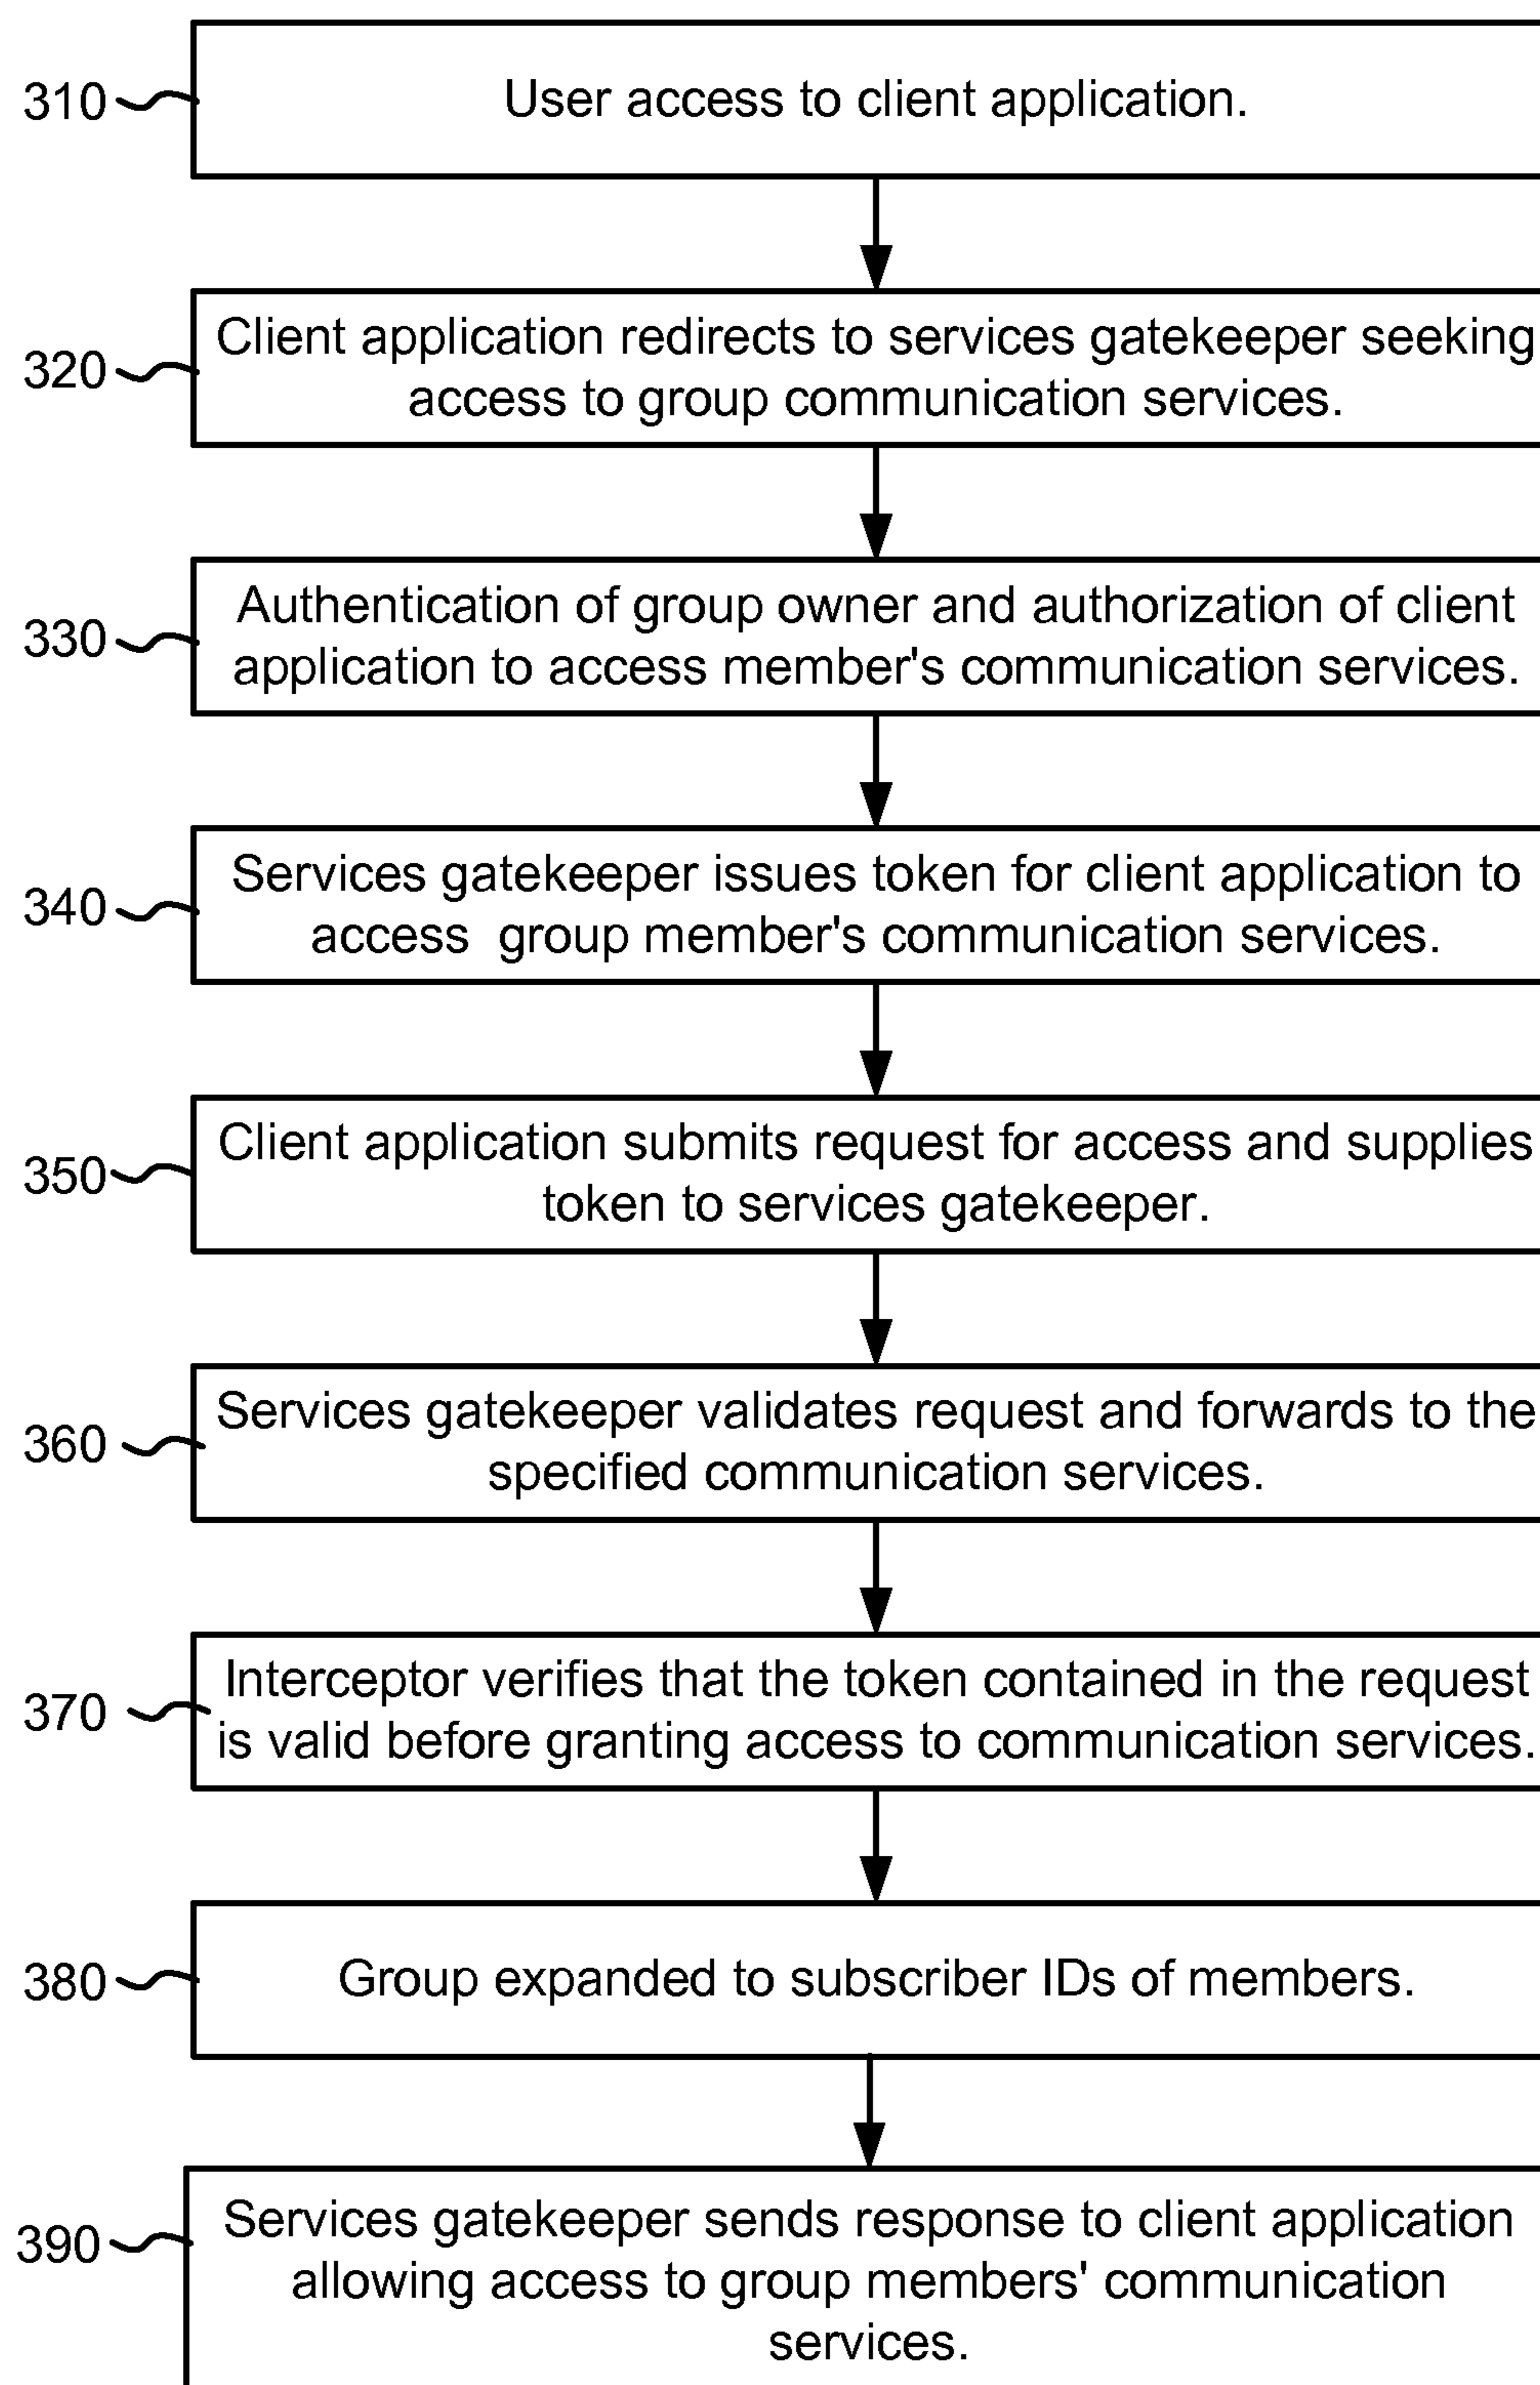 310
User access to client application.
320
Client application redirects to services gatekeeper seeking
access to group communication services.
330
Authentication of group owner and authorization of client
application to access member's communication services.
340
Services gatekeeper issues token for client application to
access group member's communication services.
350
Client application submits request for access and supplies
token to services gatekeeper.
360
Services gatekeeper validates request and forwards to the
specified communication services.
370
Interceptor verifies that the token contained in the request
is valid before granting access to communication services.
380
Group expanded to subscriber IDs of members.
390
Services gatekeeper sends response to client application
allowing access to group members' communication
services.